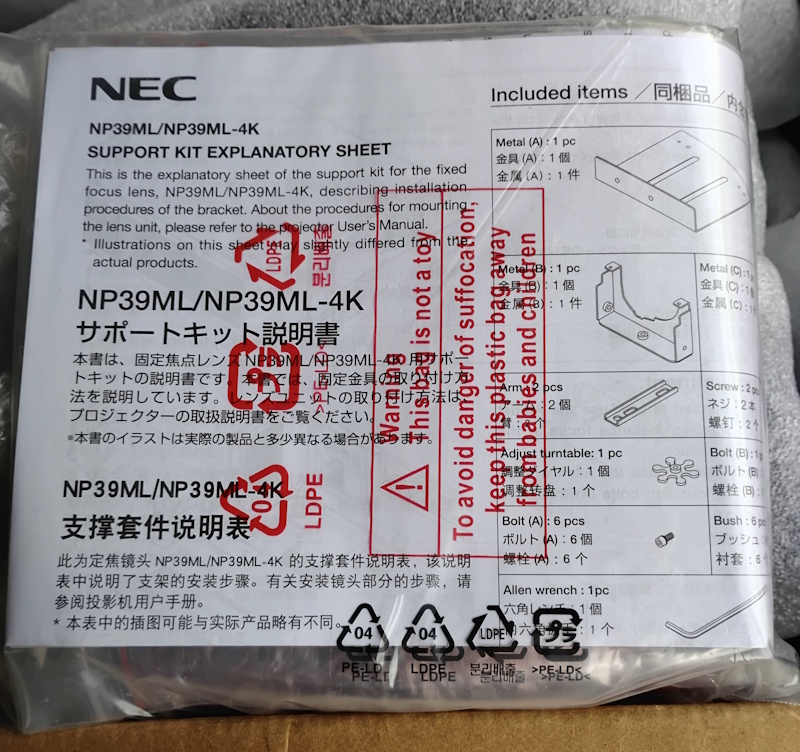 NEC
NP39ML/NP39ML-4K
SUPPORT KIT EXPLANATORY SHEET
This is the explanatory sheet of the support kit for the fixed
focus lens, NP39ML/NP39ML-4K, describing installation
procedures of the bracket. About the procedures for mounting
the lens unit, please refer to the projector User's Manual.
* Illustrations on this sheet may slightly differed from the
actual products.
NP39ML/NP39ML-4K
サポートキット説明書
本書は、固定焦点レンズ NP39ML/NP39ML-4K 用サポー
トキットの説明書です。本書では、固定金具の取り付け方
法を説明しています。レンズユニットの取り付け方法は、
プロジェクターの取扱説明書をご覧ください。
※本書のイラストは実際の製品と多少異なる場合があります。
NP39ML/NP39ML-4K
支撑套件说明表
此为定焦镜头 NP39ML/NP39ML-4K 的支撑套件说明表，该说明
表中说明了支架的安装步骤。有关安装镜头部分的步骤，请
参阅投影机用户手册。
* 本表中的插图可能与实际产品略有不同。
Included items／同梱品／内含
Metal (A) : 1 pc
金具 (A) : 1 個
金属 (A) : 1 件
Metal (B) : 1 pc
金具 (B) : 1 個
金属 (B) : 1 件
Metal (C) : 1
金具 (C) : 1
金属 (C) : 1
Arm : 2 pcs
アーム : 2 個
臂 : 2 个
Screw : 2 pc
ネジ : 2 本
螺钉 : 2 个
Adjust turntable: 1 pc
調整ダイヤル : 1 個
调整转盘 : 1 个
Bolt (B) : 1
ボルト (B) :
螺栓 (B) :
Bolt (A) : 6 pcs
ボルト (A) : 6 個
螺栓 (A) : 6 个
Bush : 6 pc
ブッシュ :
衬套 : 6
Allen wrench : 1pc
六角レンチ : 1 個
内六角扳手 : 1 个
Warning
This bag is not a toy
To avoid danger of suffocation,
keep this plastic bag away
from babies and children
LDPE
분리배출
プラ
>PE-LD<
04
LDPE
04
PE-LD
04
LDPE
LDPE
분리배출
プラ
>PE-LD<